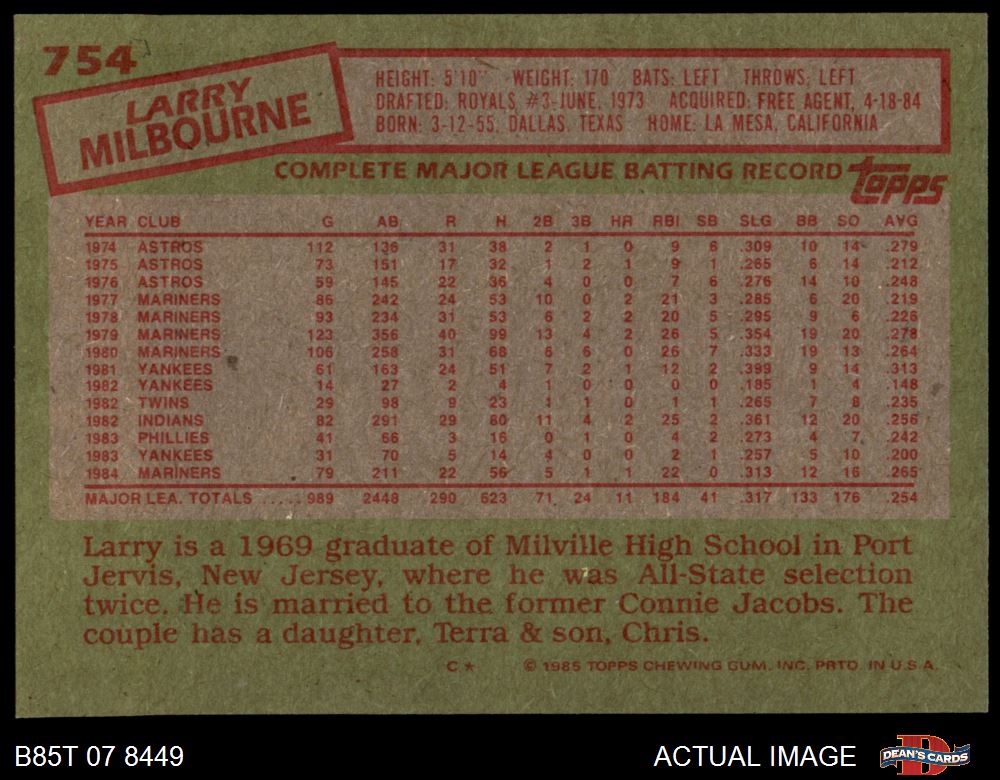 754
LARRY
MILBOURNE
HEIGHT: 5'10" WEIGHT: 170 BATS: LEFT THROWS: LEFT
DRAFTED: ROYALS #3-JUNE, 1973 ACQUIRED: FREE AGENT, 4-18-84
BORN: 3-12-55, DALLAS, TEXAS HOME: LA MESA, CALIFORNIA
COMPLETE MAJOR LEAGUE BATTING RECORD topps
YEAR CLUB G AB R H 2B 3B HR RBI SB SLG BB SO AVG
1974 ASTROS 112 136 31 38 2 1 0 9 6 .309 10 14 .279
1975 ASTROS 73 151 17 32 1 2 1 9 1 .265 6 14 .212
1976 ASTROS 59 145 22 36 4 0 0 7 6 .276 14 10 .248
1977 MARINERS 86 242 24 53 10 0 2 21 3 .285 6 20 .219
1978 MARINERS 93 234 31 53 6 2 2 20 5 .295 9 6 .226
1979 MARINERS 123 356 40 99 13 4 2 26 5 .354 19 20 .278
1980 MARINERS 106 258 31 68 6 6 0 26 7 .333 19 13 .264
1981 YANKEES 61 163 24 51 7 2 1 12 2 .399 9 14 .313
1982 YANKEES 14 27 2 4 1 0 0 0 0 .185 1 4 .148
1982 TWINS 29 98 9 23 1 1 0 1 1 .265 7 8 .235
1982 INDIANS 82 291 29 80 11 4 2 25 2 .361 12 20 .256
1983 PHILLIES 41 66 3 16 0 1 0 4 2 .273 4 7 .242
1983 YANKEES 31 70 5 14 4 0 0 2 1 .257 5 10 .200
1984 MARINERS 79 211 22 56 5 1 1 22 0 .313 12 16 .265
MAJOR LEA. TOTALS ..... 989 2448 290 623 71 24 11 184 41 .317 133 176 .254
Larry is a 1969 graduate of Milville High School in Port
Jervis, New Jersey, where he was All-State selection
twice. He is married to the former Connie Jacobs. The
couple has a daughter, Terra & son, Chris.
C* © 1985 TOPPS CHEWING GUM, INC. PRTD. IN U.S.A.
B85T 07 8449 ACTUAL IMAGE DEAN'S CARDS